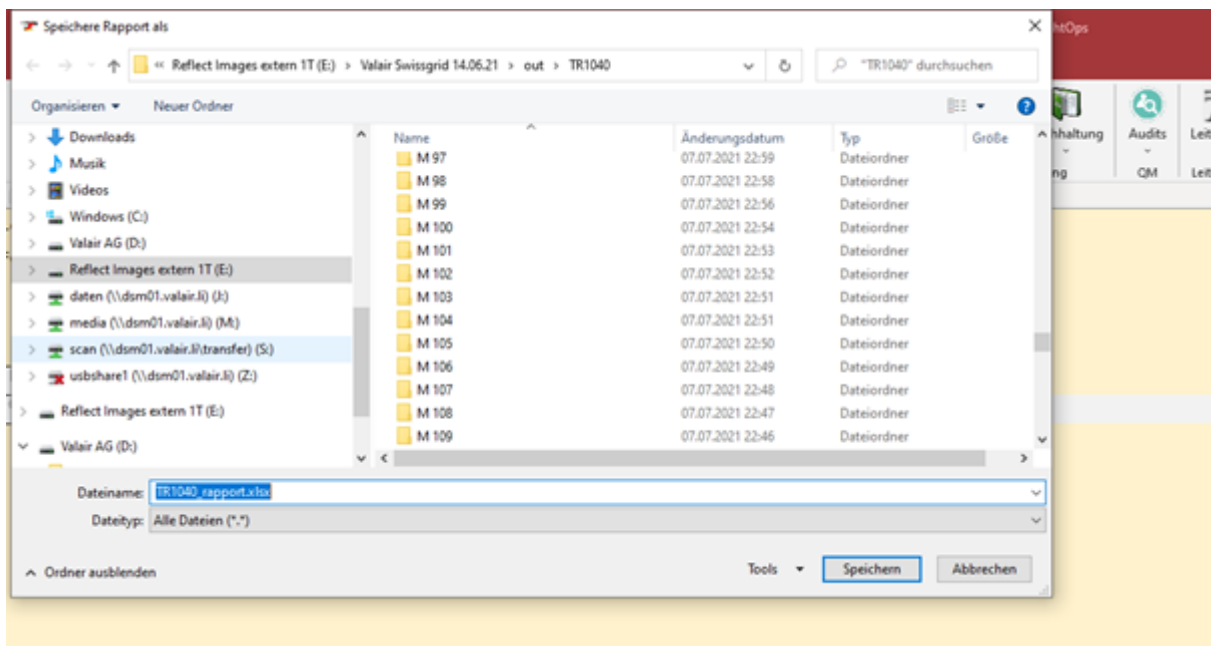 Speichere Rapport als
htOps
« Reflect Images extern 1T (E:) > Valair Swissgrid 14.06.21 > out > TR1040
"TR1040" durchsuchen
Organisieren
Neuer Ordner
hhaltung
Audits
Leit
ng
QM
Leit
Downloads
Musik
Videos
Windows (C:)
Valair AG (D:)
Reflect Images extern 1T (E:)
daten (\\dsm01.valair.li) (J:)
media (\\dsm01.valair.li) (M:)
scan (\\dsm01.valair.li\transfer) (S:)
usbshare1 (\\dsm01.valair.li) (Z:)
Reflect Images extern 1T (E:)
Valair AG (D:)
Name Änderungsdatum Typ Größe
M 97 07.07.2021 22:59 Dateiordner
M 98 07.07.2021 22:58 Dateiordner
M 99 07.07.2021 22:56 Dateiordner
M 100 07.07.2021 22:54 Dateiordner
M 101 07.07.2021 22:53 Dateiordner
M 102 07.07.2021 22:52 Dateiordner
M 103 07.07.2021 22:51 Dateiordner
M 104 07.07.2021 22:51 Dateiordner
M 105 07.07.2021 22:50 Dateiordner
M 106 07.07.2021 22:49 Dateiordner
M 107 07.07.2021 22:48 Dateiordner
M 108 07.07.2021 22:47 Dateiordner
M 109 07.07.2021 22:46 Dateiordner
Dateiname: TR1040_rapport.xlsx
Dateityp: Alle Dateien (*.*)
Ordner ausblenden
Tools
Speichern
Abbrechen